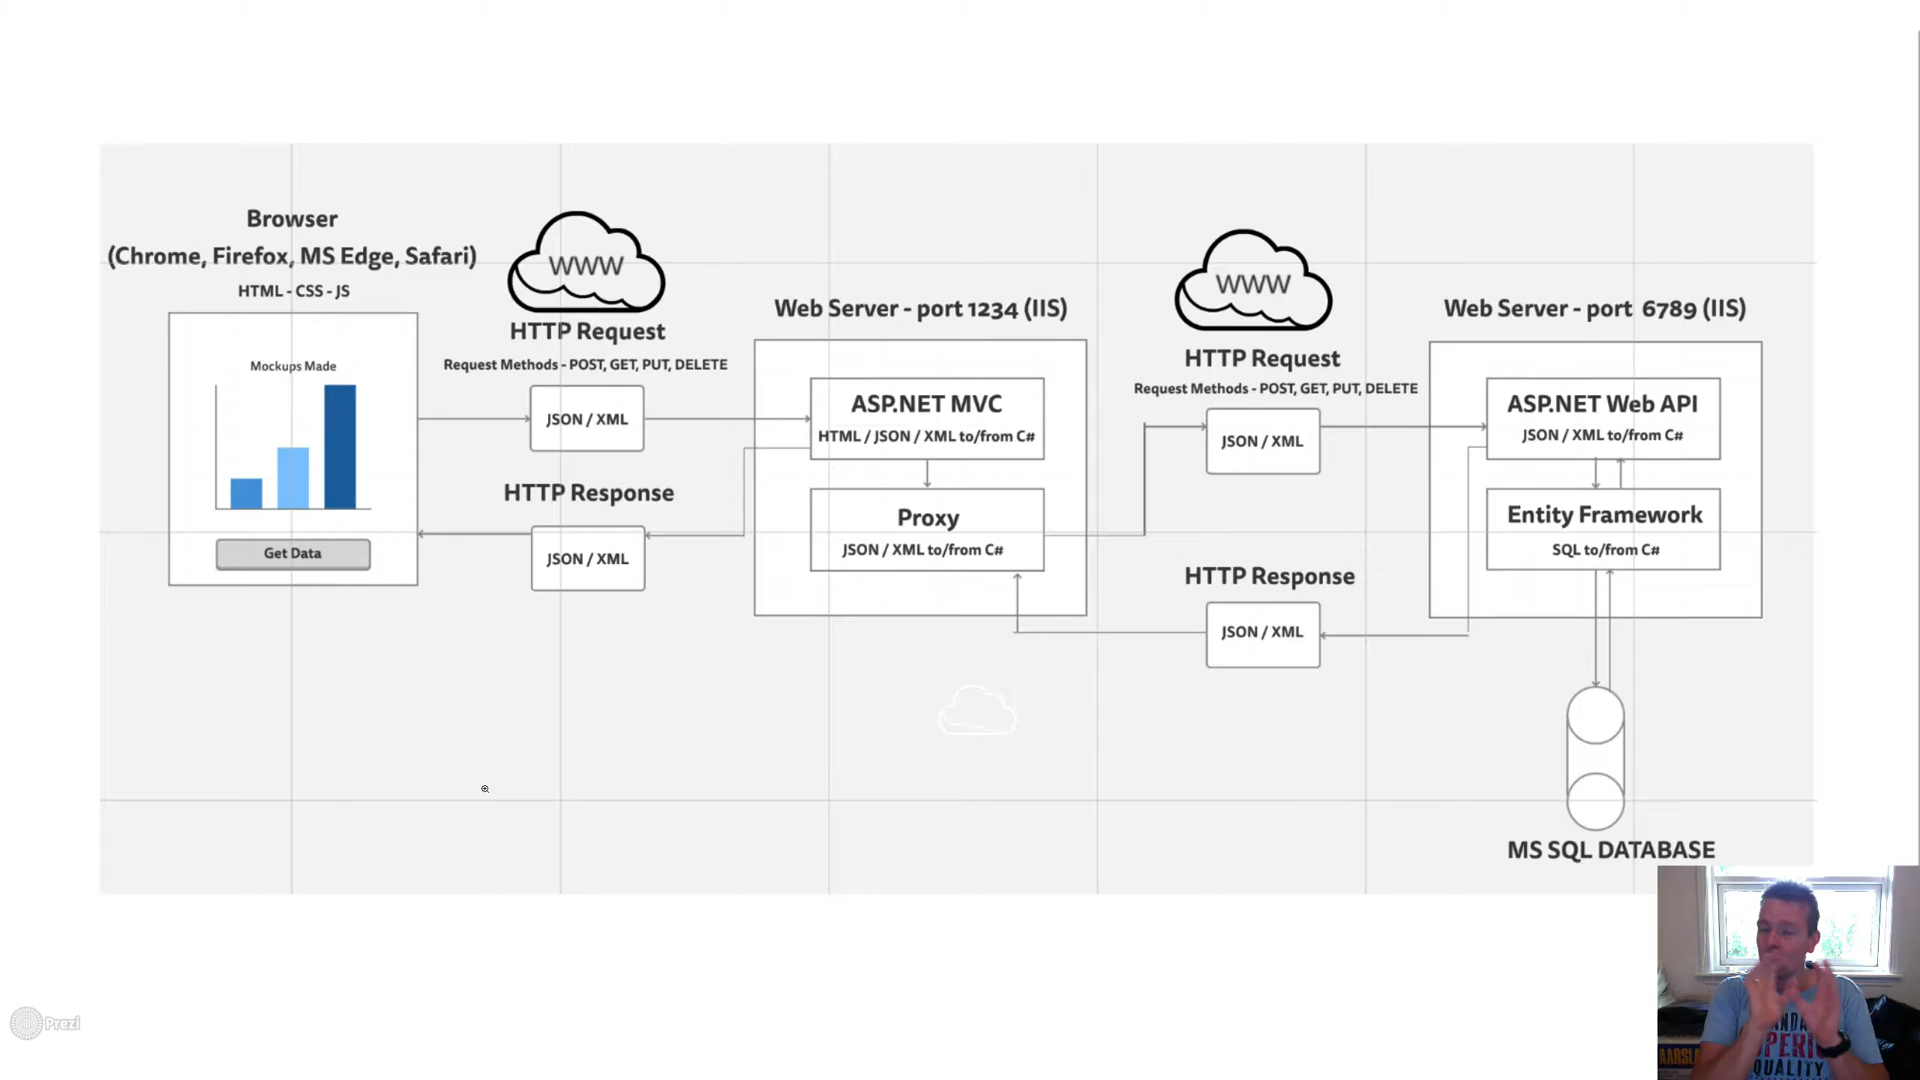 Browser
(Chrome, Firefox, MS Edge, Safari)
HTML - CSS - JS
Mockups Made
Get Data
WWW
HTTP Request
Request Methods - POST, GET, PUT, DELETE
JSON / XML
HTTP Response
JSON / XML
Web Server - port 1234 (IIS)
ASP.NET MVC
HTML / JSON / XML to/from C#
Proxy
JSON / XML to/from C#
WWW
HTTP Request
Request Methods - POST, GET, PUT, DELETE
JSON / XML
HTTP Response
JSON / XML
Web Server - port 6789 (IIS)
ASP.NET Web API
JSON / XML to/from C#
Entity Framework
SQL to/from C#
MS SQL DATABASE
Prezi
QUALITY